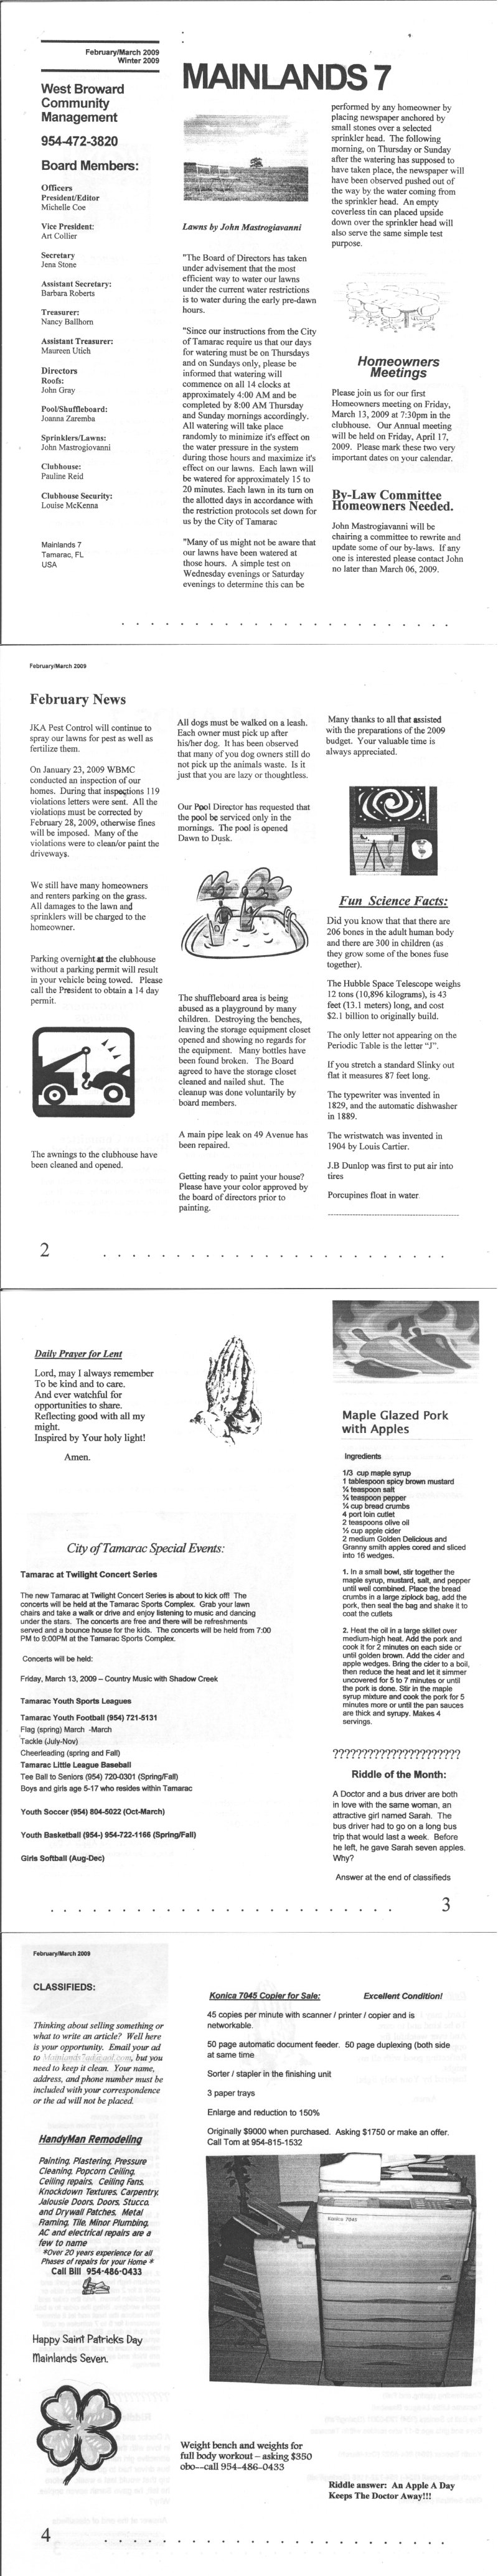 February/March 2009
Winter 2009
West Broward
Community
Management
954-472-3820
Board Members:
Officers
President/Editor
Michelle Coe
Vice President:
Art Collier
Secretary
Jena Stone
Assistant Secretary:
Barbara Roberts
Treasurer:
Nancy Ballhorn
Assistant Treasurer:
Maureen Utich
Directors
Roofs:
John Gray
Pool/Shuffleboard:
Joanna Zaremba
Sprinklers/Lawns:
John Mastrogiovanni
Clubhouse:
Pauline Reid
Clubhouse Security:
Louise McKenna
Mainlands 7
Tamarac, FL
USA
MAINLANDS 7
Lawns by John Mastrogiavanni
"The Board of Directors has taken
under advisement that the most
efficient way to water our lawns
under the current water restrictions
is to water during the early pre-dawn
hours.
"Since our instructions from the City
of Tamarac require us that our days
for watering must be on Thursdays
and on Sundays only, please be
informed that watering will
commence on all 14 clocks at
approximately 4:00 AM and be
completed by 8:00 AM Thursday
and Sunday mornings accordingly.
All watering will take place
randomly to minimize it's effect on
the water pressure in the system
during those hours and maximize it's
effect on our lawns. Each lawn will
be watered for approximately 15 to
20 minutes. Each lawn in its turn on
the allotted days in accordance with
the restriction protocols set down for
us by the City of Tamarac
"Many of us might not be aware that
our lawns have been watered at
those hours. A simple test on
Wednesday evenings or Saturday
evenings to determine this can be
performed by any homeowner by
placing newspaper anchored by
small stones over a selected
sprinkler head. The following
morning, on Thursday or Sunday
after the watering has supposed to
have taken place, the newspaper will
have been observed pushed out of
the way by the water coming from
the sprinkler head. An empty
coverless tin can placed upside
down over the sprinkler head will
also serve the same simple test
purpose.
Homeowners
Meetings
Please join us for our first
Homeowners meeting on Friday,
March 13, 2009 at 7:30pm in the
clubhouse. Our Annual meeting
will be held on Friday, April 17,
2009. Please mark these two very
important dates on your calendar.
By-Law Committee
Homeowners Needed.
John Mastrogiavanni will be
chairing a committee to rewrite and
update some of our by-laws. If any
one is interested please contact John
no later than March 06, 2009.
February/March 2009
February News
JKA Pest Control will continue to
spray our lawns for pest as well as
fertilize them.
On January 23, 2009 WBMC
conducted an inspection of our
homes. During that inspections 119
violations letters were sent. All the
violations must be corrected by
February 28, 2009, otherwise fines
will be imposed. Many of the
violations were to clean/or paint the
driveways.
We still have many homeowners
and renters parking on the grass.
All damages to the lawn and
sprinklers will be charged to the
homeowner.
Parking overnight at the clubhouse
without a parking permit will result
in your vehicle being towed. Please
call the President to obtain a 14 day
permit.
The awnings to the clubhouse have
been cleaned and opened.
All dogs must be walked on a leash.
Each owner must pick up after
his/her dog. It has been observed
that many of you dog owners still do
not pick up the animals waste. Is it
just that you are lazy or thoughtless.
Our Pool Director has requested that
the pool be serviced only in the
mornings. The pool is opened
Dawn to Dusk.
The shuffleboard area is being
abused as a playground by many
children. Destroying the benches,
leaving the storage equipment closet
opened and showing no regards for
the equipment. Many bottles have
been found broken. The Board
agreed to have the storage closet
cleaned and nailed shut. The
cleanup was done voluntarily by
board members.
A main pipe leak on 49 Avenue has
been repaired.
Getting ready to paint your house?
Please have your color approved by
the board of directors prior to
painting.
Many thanks to all that assisted
with the preparations of the 2009
budget. Your valuable time is
always appreciated.
Fun Science Facts:
Did you know that that there are
206 bones in the adult human body
and there are 300 in children (as
they grow some of the bones fuse
together).
The Hubble Space Telescope weighs
12 tons (10,896 kilograms), is 43
feet (13.1 meters) long, and cost
$2.1 billion to originally build.
The only letter not appearing on the
Periodic Table is the letter "J".
If you stretch a standard Slinky out
flat it measures 87 feet long.
The typewriter was invented in
1829, and the automatic dishwasher
in 1889.
The wristwatch was invented in
1904 by Louis Cartier.
J.B Dunlop was first to put air into
tires
Porcupines float in water
2
Daily Prayer for Lent
Lord, may I always remember
To be kind and to care.
And ever watchful for
opportunities to share.
Reflecting good with all my
might.
Inspired by Your holy light!
Amen.
City of Tamarac Special Events:
Tamarac at Twilight Concert Series
The new Tamarac at Twilight Concert Series is about to kick off! The
concerts will be held at the Tamarac Sports Complex. Grab your lawn
chairs and take a walk or drive and enjoy listening to music and dancing
under the stars. The concerts are free and there will be refreshments
served and a bounce house for the kids. The concerts will be held from 7:00
PM to 9:00PM at the Tamarac Sports Complex.
Concerts will be held:
Friday, March 13, 2009 – Country Music with Shadow Creek
Tamarac Youth Sports Leagues
Tamarac Youth Football (954) 721-5131
Flag (spring) March -March
Tackle (July-Nov)
Cheerleading (spring and Fall)
Tamarac Little League Baseball
Tee Ball to Seniors (954) 720-0301 (Spring/Fall)
Boys and girls age 5-17 who resides within Tamarac
Youth Soccer (954) 804-5022 (Oct-March)
Youth Basketball (954-) 954-722-1166 (Spring/Fall)
Girls Softball (Aug-Dec)
Maple Glazed Pork
with Apples
Ingredients
1/3 cup maple syrup
1 tablespoon spicy brown mustard
¼ teaspoon salt
¼ teaspoon pepper
¼ cup bread crumbs
4 port loin cutlet
2 teaspoons olive oil
½ cup apple cider
2 medium Golden Delicious and
Granny smith apples cored and sliced
into 16 wedges.
1. In a small bowl, stir together the
maple syrup, mustard, salt, and pepper
until well combined. Place the bread
crumbs in a large ziplock bag, add the
pork, then seal the bag and shake it to
coat the cutlets
2. Heat the oil in a large skillet over
medium-high heat. Add the pork and
cook it for 2 minutes on each side or
until golden brown. Add the cider and
apple wedges. Bring the cider to a boil,
then reduce the heat and let it simmer
uncovered for 5 to 7 minutes or until
the pork is done. Stir in the maple
syrup mixture and cook the pork for 5
minutes more or until the pan sauces
are thick and syrupy. Makes 4
servings.
??????????????????????
Riddle of the Month:
A Doctor and a bus driver are both
in love with the same woman, an
attractive girl named Sarah. The
bus driver had to go on a long bus
trip that would last a week. Before
he left, he gave Sarah seven apples.
Why?
Answer at the end of classifieds
3
February/March 2009
CLASSIFIEDS:
Thinking about selling something or
what to write an article? Well here
is your opportunity. Email your ad
to but you
need to keep it clean. Your name,
address, and phone number must be
included with your correspondence
or the ad will not be placed.
HandyMan Remodeling
Painting, Plastering, Pressure
Cleaning, Popcorn Ceiling,
Ceiling repairs, Ceiling Fans,
Knockdown Textures, Carpentry,
Jalousie Doors, Doors, Stucco,
and Drywall Patches, Metal
Framing, Tile, Minor Plumbing,
AC and electrical repairs are a
few to name
*Over 20 years experience for all
Phases of repairs for your Home *
Call Bill 954-486-0433
Happy Saint Patricks Day
Mainlands Seven.
Konica 7045 Copier for Sale: Excellent Condition!
45 copies per minute with scanner / printer / copier and is
networkable.
50 page automatic document feeder. 50 page duplexing (both side
at same time
Sorter / stapler in the finishing unit
3 paper trays
Enlarge and reduction to 150%
Originally $9000 when purchased. Asking $1750 or make an offer.
Call Tom at 954-815-1532
Konica 7045
Weight bench and weights for
full body workout – asking $350
obo--call 954-486-0433
Riddle answer: An Apple A Day
Keeps The Doctor Away!!!
4